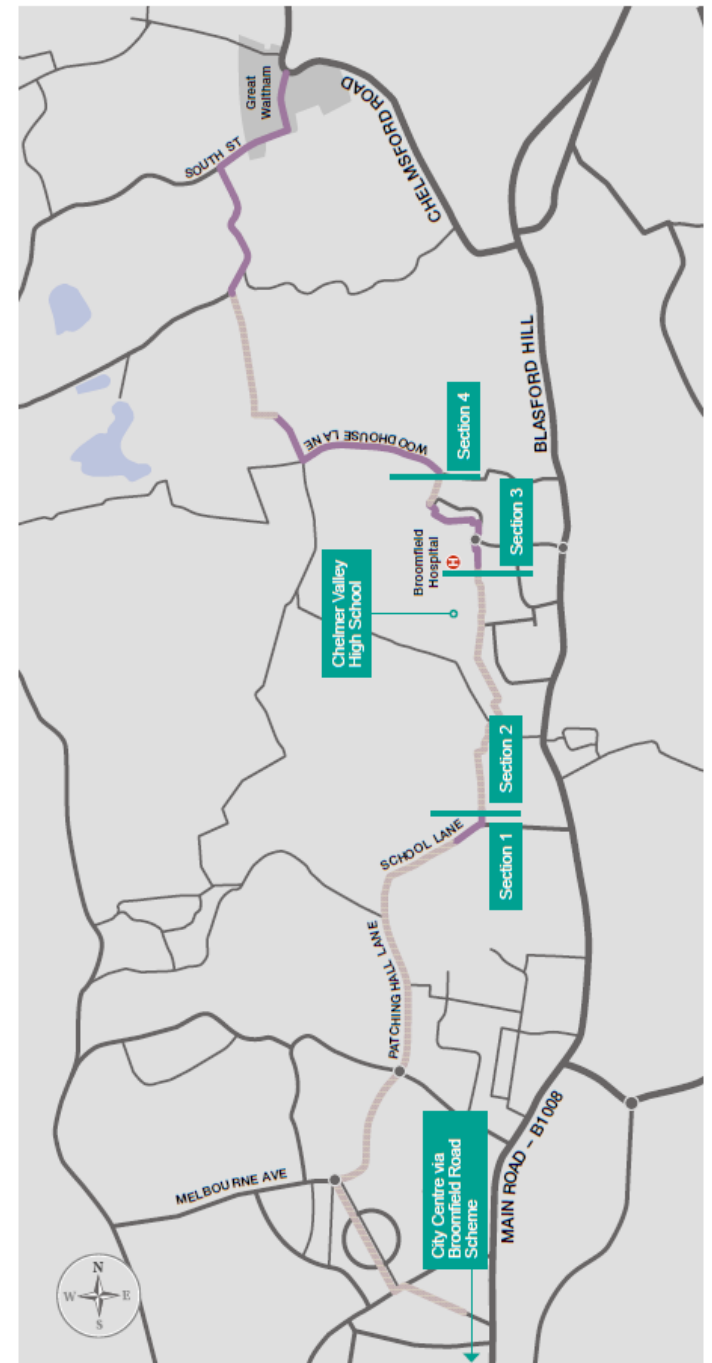 Great
Waltham
SOUTH ST
CHELMSFORD ROAD
WOODHOUSE LANE
BLASFORD HILL
Section 4
Section 3
Broomfield
Hospital
H
Chelmer Valley
High School
Section 2
Section 1
SCHOOL LANE
PATCHING HALL LANE
MELBOURNE AVE
City Centre via
Broomfield Road
Scheme
MAIN ROAD – B1008
N
W
E
S